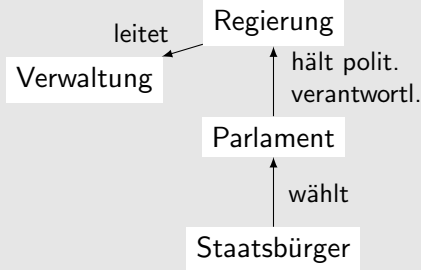 Regierung
leitet
Verwaltung
hält polit.
verantwortl.
Parlament
wählt
Staatsbürger